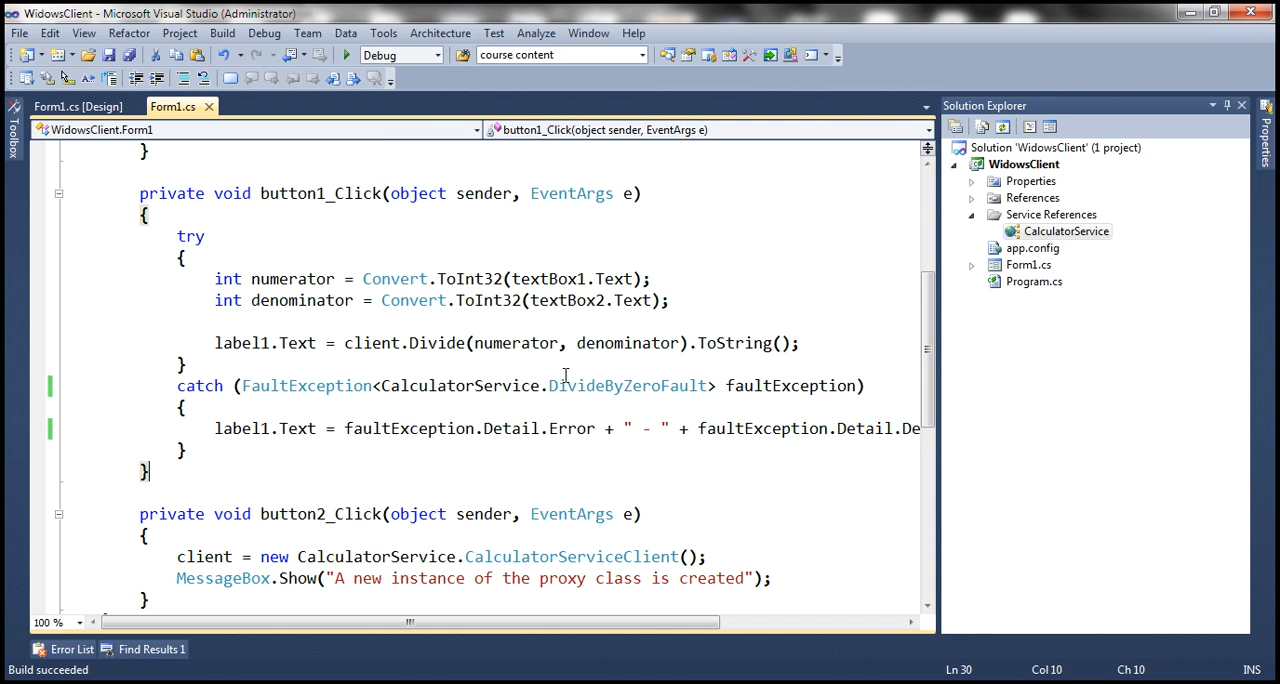 WidowsClient - Microsoft Visual Studio (Administrator)
File Edit View Refactor Project Build Debug Team Data Tools Architecture Test Analyze Window Help
Debug course content
Toolbox
Form1.cs [Design] Form1.cs
WidowsClient.Form1 button1_Click(object sender, EventArgs e)
}
private void button1_Click(object sender, EventArgs e)
{
try
{
int numerator = Convert.ToInt32(textBox1.Text);
int denominator = Convert.ToInt32(textBox2.Text);
label1.Text = client.Divide(numerator, denominator).ToString();
}
catch (FaultException<CalculatorService.DivideByZeroFault> faultException)
{
label1.Text = faultException.Detail.Error + " - " + faultException.Detail.De
}
}
private void button2_Click(object sender, EventArgs e)
{
client = new CalculatorService.CalculatorServiceClient();
MessageBox.Show("A new instance of the proxy class is created");
}
100 %
Solution Explorer
Solution 'WidowsClient' (1 project)
WidowsClient
Properties
References
Service References
CalculatorService
app.config
Form1.cs
Program.cs
Properties
Error List Find Results 1
Build succeeded Ln 30 Col 10 Ch 10 INS